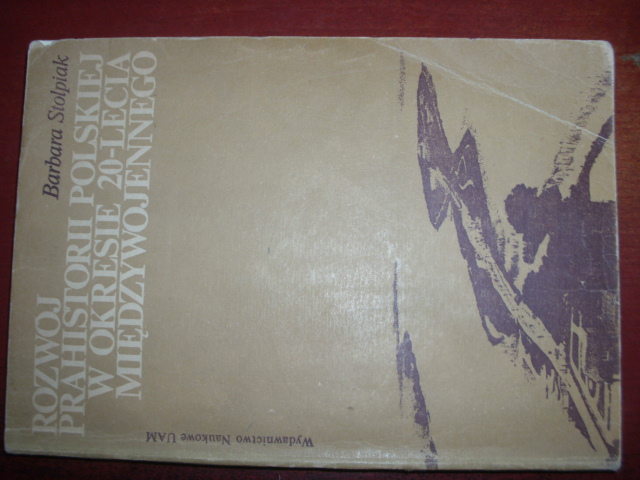 Barbara Stolpiak
ROZWÓJ
PRAHISTORII POLSKIEJ
W OKRESIE 20-LECIA
MIĘDZYWOJENNEGO
Wydawnictwo Naukowe UAM